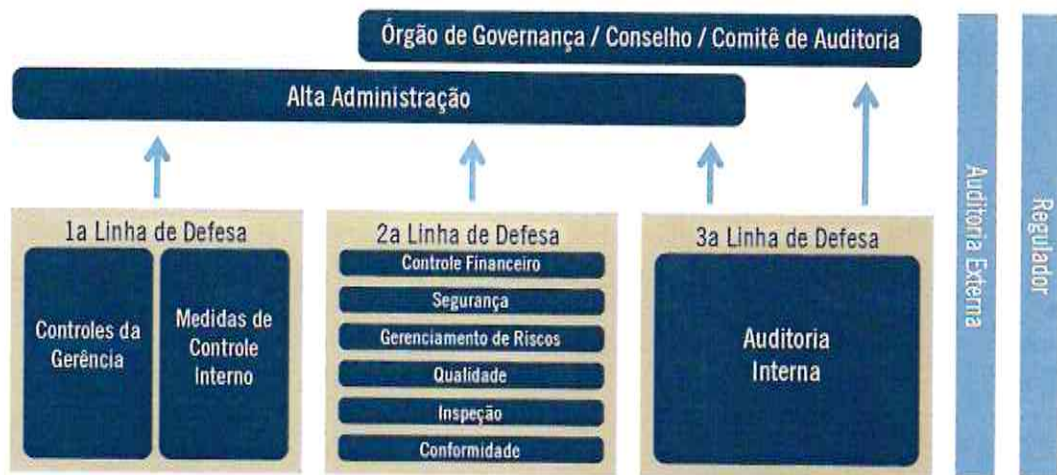 Órgão de Governança / Conselho / Comitê de Auditoria
Alta Administração
1a Linha de Defesa
Controles da
Gerência
Medidas de
Controle
Interno
2a Linha de Defesa
Controle Financeiro
Segurança
Gerenciamento de Riscos
Qualidade
Inspeção
Conformidade
3a Linha de Defesa
Auditoria
Interna
Auditoria Externa
Regulador